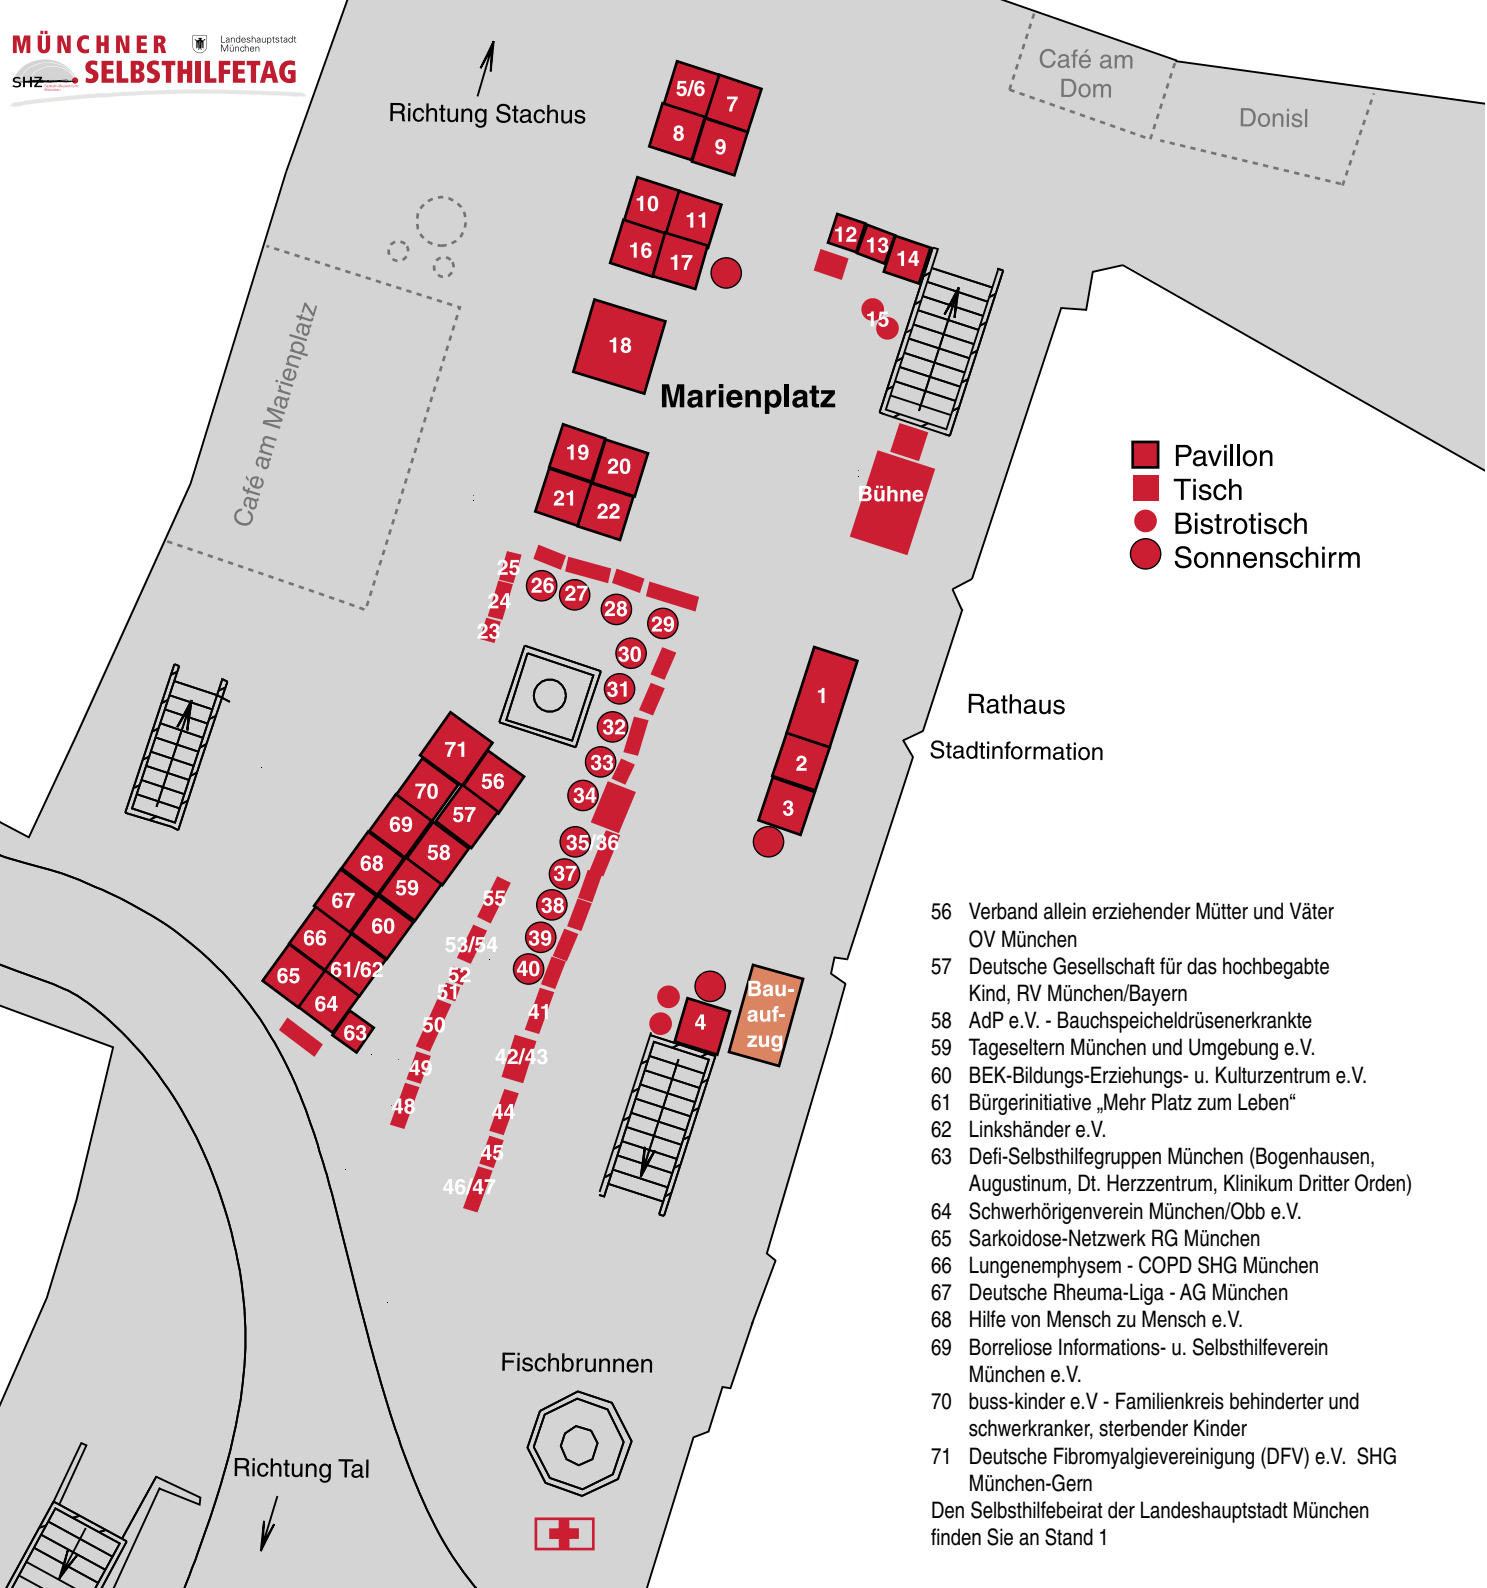 MÜNCHNER
Landeshauptstadt
München
SHZ
Selbsthilfezentrum
München
SELBSTHILFETAG
Richtung Stachus
Café am
Dom
Donisl
5/6
7
8
9
10
11
16
17
12
13
14
15
18
Marienplatz
Café am Marienplatz
19
20
21
22
Bühne
Pavillon
Tisch
Bistrotisch
Sonnenschirm
25
24
23
26
27
28
29
30
31
32
33
34
35/36
37
38
39
40
41
42/43
44
45
46/47
1
2
3
Rathaus
Stadtinformation
71
56
70
57
69
58
68
59
67
60
66
61/62
65
64
63
55
53/54
52
51
50
49
48
4
Bau-
auf-
zug
Fischbrunnen
Richtung Tal
56 Verband allein erziehender Mütter und Väter
OV München
57 Deutsche Gesellschaft für das hochbegabte
Kind, RV München/Bayern
58 AdP e.V. - Bauchspeicheldrüsenerkrankte
59 Tageseltern München und Umgebung e.V.
60 BEK-Bildungs-Erziehungs- u. Kulturzentrum e.V.
61 Bürgerinitiative „Mehr Platz zum Leben“
62 Linkshänder e.V.
63 Defi-Selbsthilfegruppen München (Bogenhausen,
Augustinum, Dt. Herzzentrum, Klinikum Dritter Orden)
64 Schwerhörigenverein München/Obb e.V.
65 Sarkoidose-Netzwerk RG München
66 Lungenemphysem - COPD SHG München
67 Deutsche Rheuma-Liga - AG München
68 Hilfe von Mensch zu Mensch e.V.
69 Borreliose Informations- u. Selbsthilfeverein
München e.V.
70 buss-kinder e.V - Familienkreis behinderter und
schwerkranker, sterbender Kinder
71 Deutsche Fibromyalgievereinigung (DFV) e.V. SHG
München-Gern
Den Selbsthilfebeirat der Landeshauptstadt München
finden Sie an Stand 1